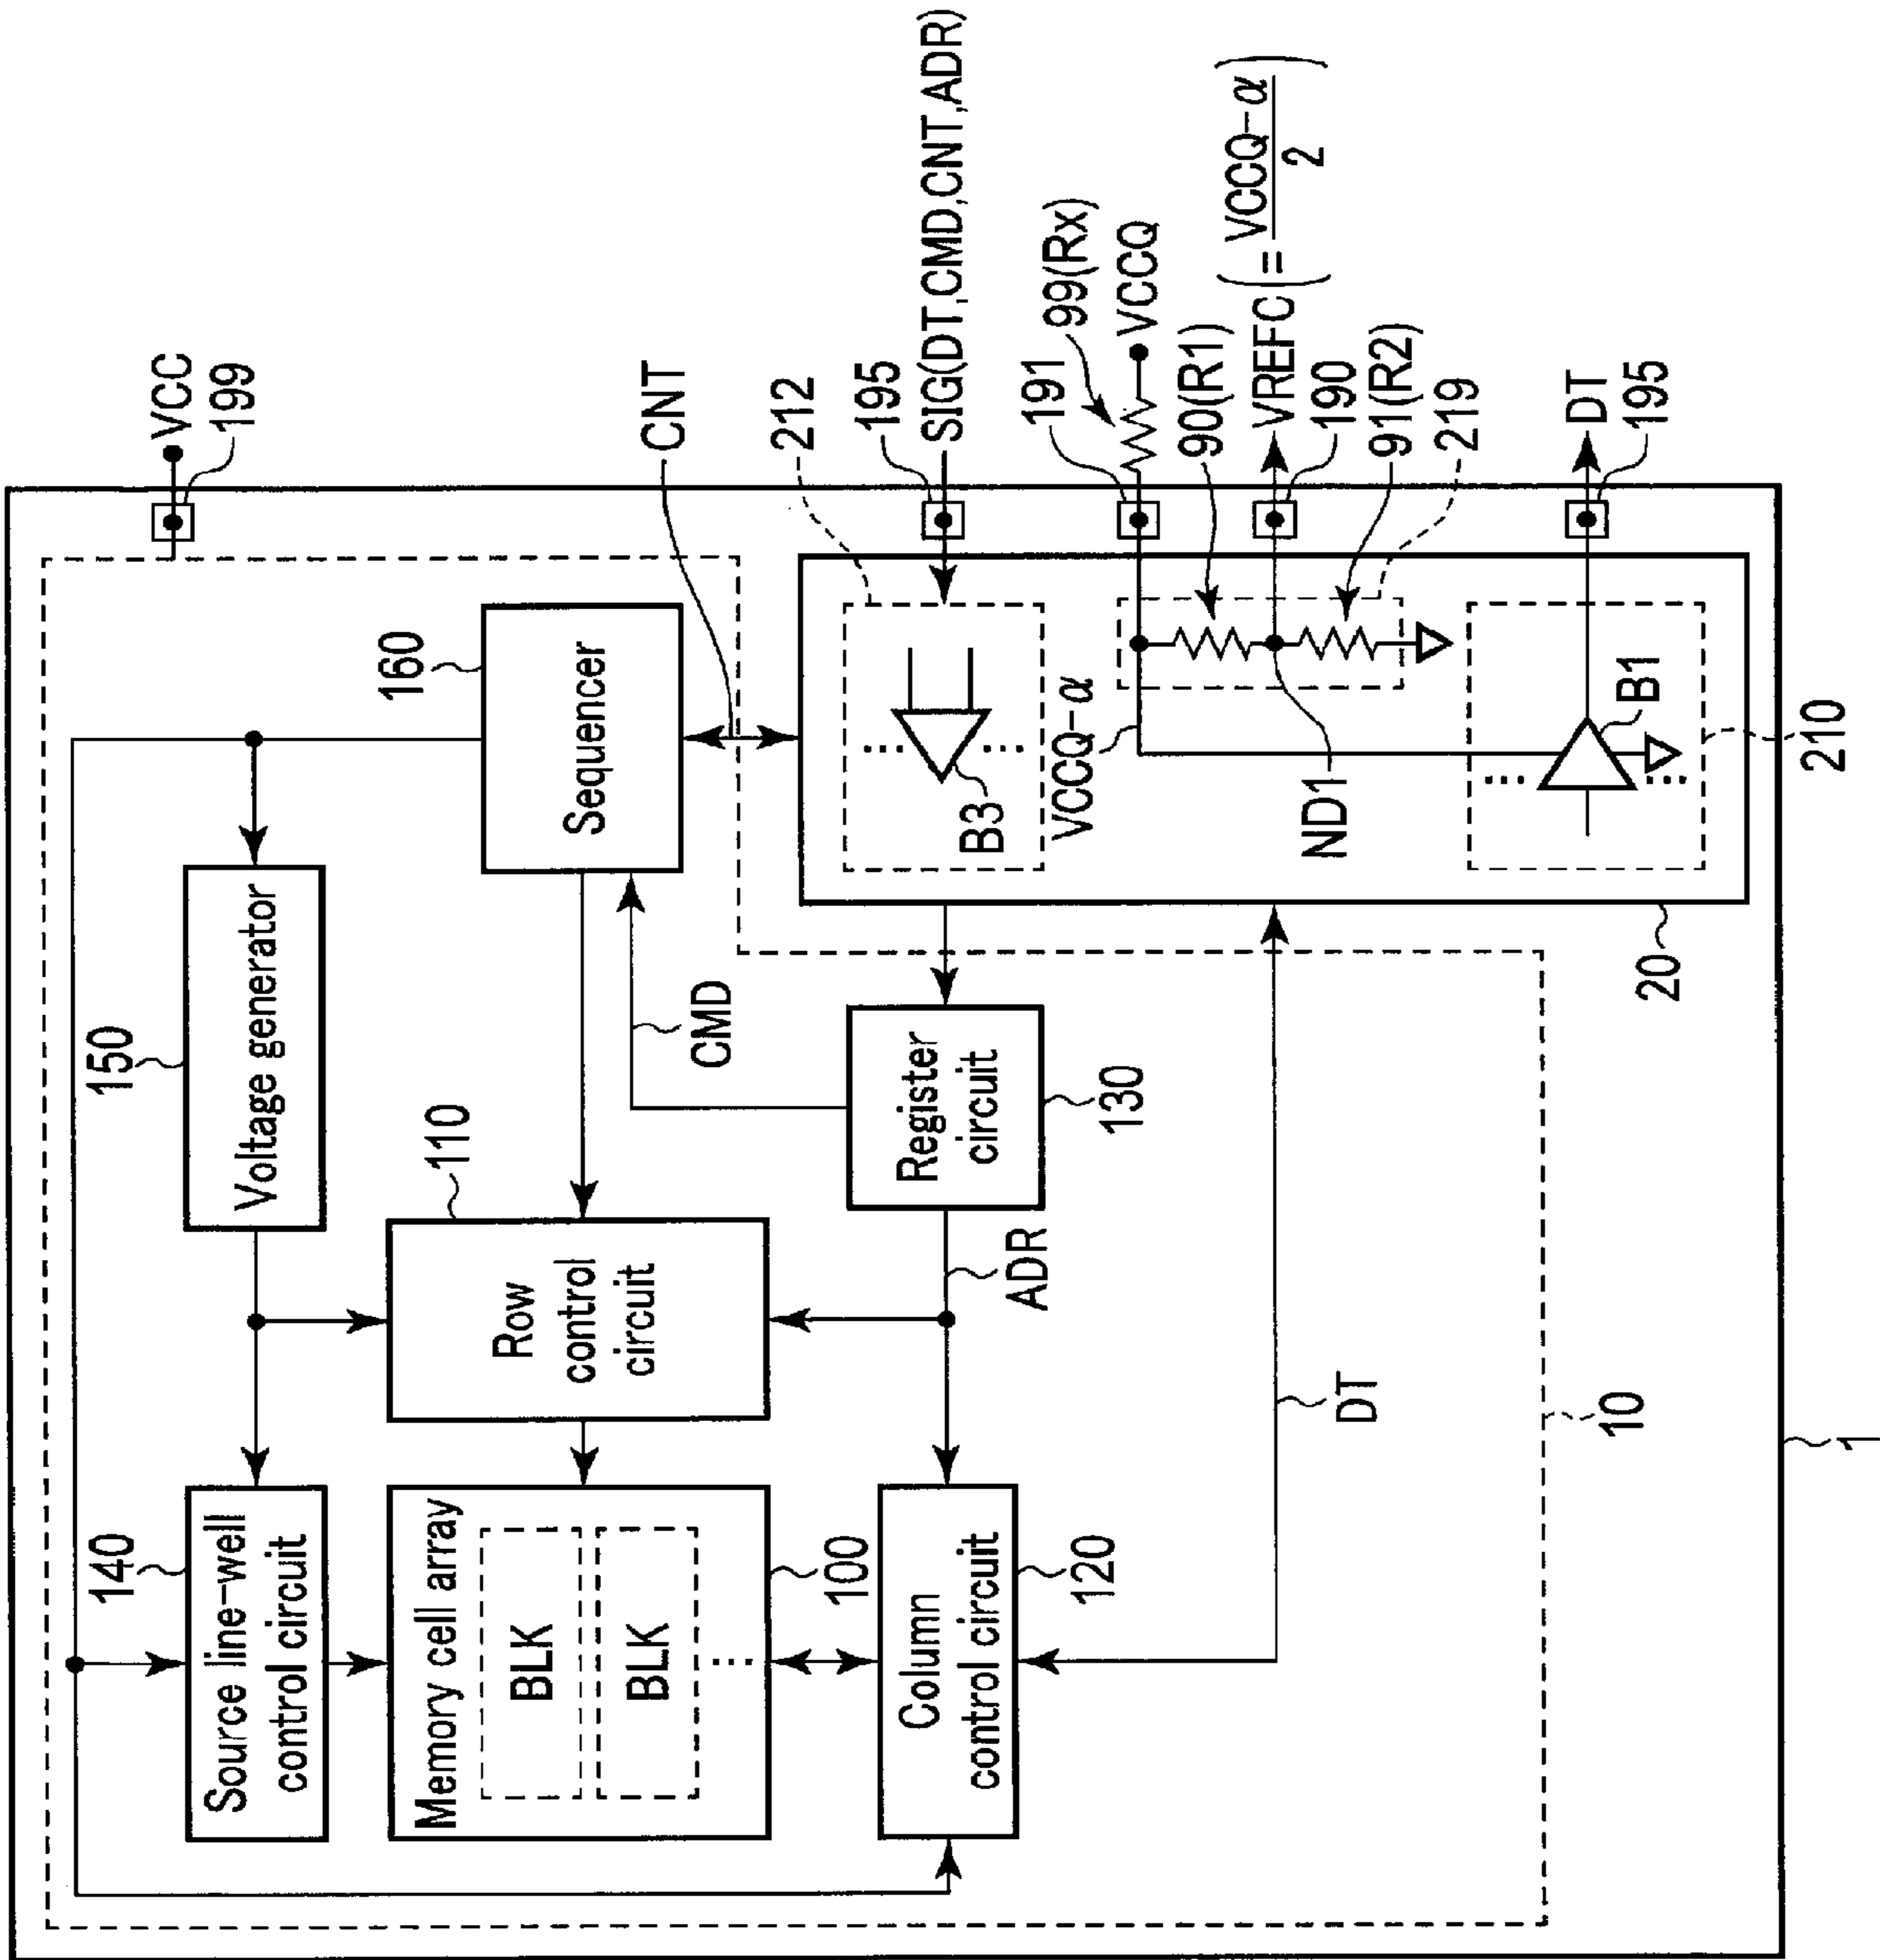 VCC
199
CNT
160
Sequencer
150
Voltage generator
140
Source line-well
control circuit
110
Row
control
circuit
Memory cell array
BLK
BLK
⋮
100
CMD
Register
circuit
130
ADR
Column
control circuit
120
DT
10
1
212
195
SIG(DT,CMD,CNT,ADR)
B3
191
99(Rx)
VCCQ
VCCQ-α
90(R1)
VREFC(=VCCQ-α/2)
190
91(R2)
219
ND1
DT
195
B1
210
20